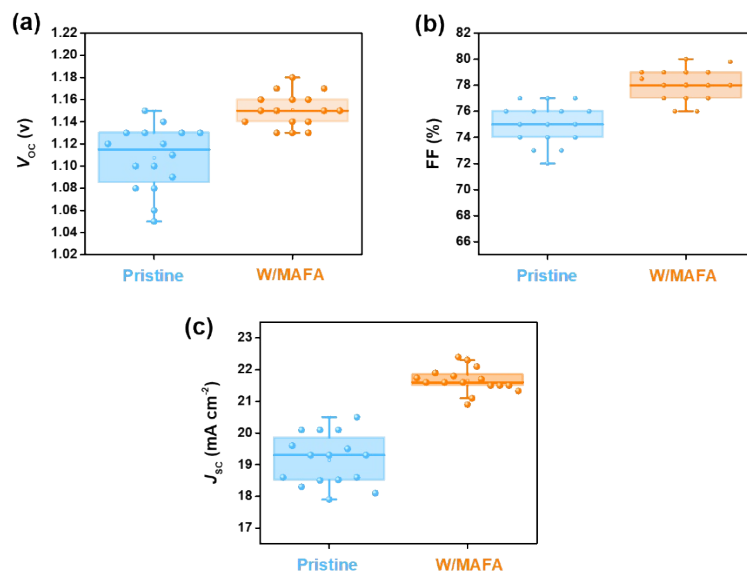 (a)
1.22
1.20
1.18
1.16
1.14
1.12
1.10
1.08
1.06
1.04
1.02
V_OC (v)
Pristine
W/MAFA
(b)
82
80
78
76
74
72
70
68
66
FF (%)
Pristine
W/MAFA
(c)
23
22
21
20
19
18
17
J_SC (mA cm⁻²)
Pristine
W/MAFA